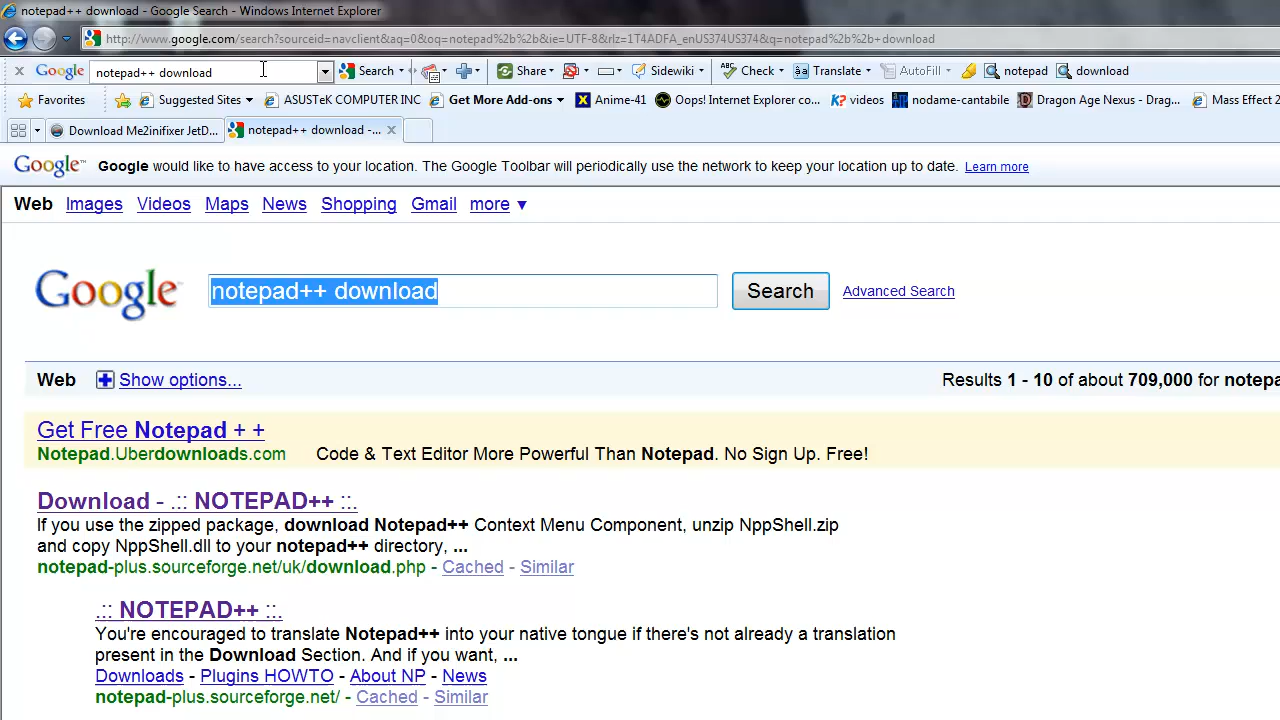 notepad++ download - Google Search - Windows Internet Explorer
http://www.google.com/search?sourceid=navclient&aq=0&oq=notepad%2b%2b&ie=UTF-8&rlz=1T4ADFA_enUS374US374&q=notepad%2b%2b+download
Google notepad++ download Search Share Sidewiki Check Translate AutoFill notepad download
Favorites Suggested Sites ASUSTeK COMPUTER INC Get More Add-ons Anime-41 Oops! Internet Explorer co... K? videos nodame-cantabile Dragon Age Nexus - Drag... Mass Effect 2
Download Me2inifixer JetD... notepad++ download -...
Google™ Google would like to have access to your location. The Google Toolbar will periodically use the network to keep your location up to date. Learn more
Web Images Videos Maps News Shopping Gmail more ▼
Google™ notepad++ download Search Advanced Search
Web Show options... Results 1 - 10 of about 709,000 for notepa
Get Free Notepad + +
Notepad.Uberdownloads.com Code & Text Editor More Powerful Than Notepad. No Sign Up. Free!
Download - .:: NOTEPAD++ ::.
If you use the zipped package, download Notepad++ Context Menu Component, unzip NppShell.zip
and copy NppShell.dll to your notepad++ directory, ...
notepad-plus.sourceforge.net/uk/download.php - Cached - Similar
.:: NOTEPAD++ ::.
You're encouraged to translate Notepad++ into your native tongue if there's not already a translation
present in the Download Section. And if you want, ...
Downloads - Plugins HOWTO - About NP - News
notepad-plus.sourceforge.net/ - Cached - Similar